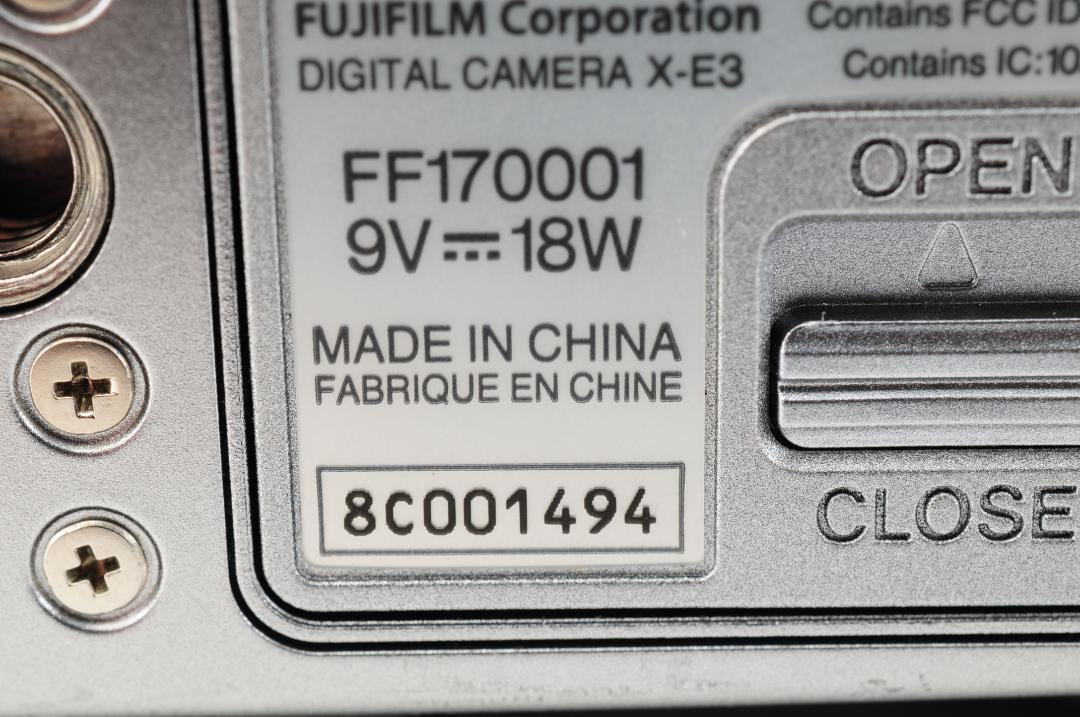 FUJIFILM Corporation
DIGITAL CAMERA X-E3
Contains FCC ID
Contains IC:10
FF170001
9V⎓18W
MADE IN CHINA
FABRIQUE EN CHINE
8C001494
OPEN
CLOSE